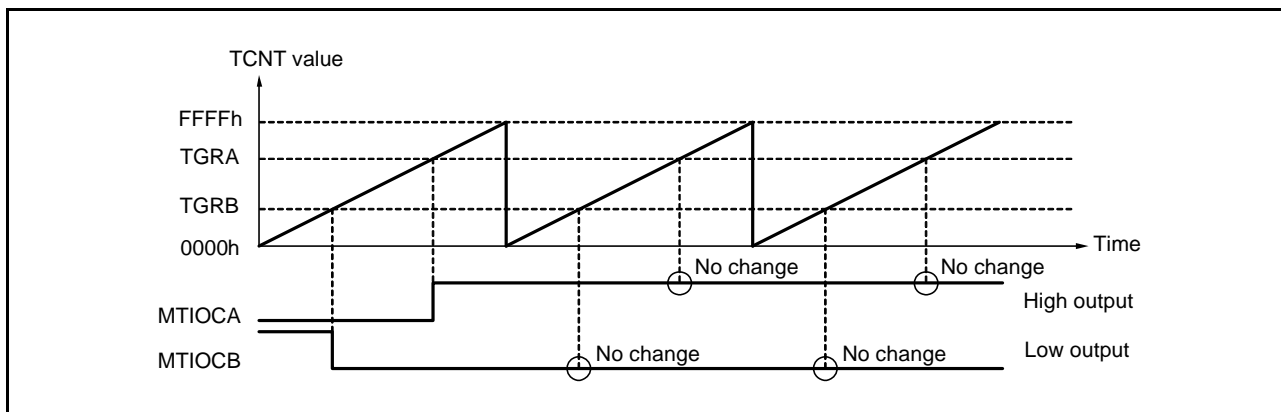 TCNT value
FFFFh
TGRA
TGRB
0000h
Time
No change No change
MTIOCA High output
No change No change
MTIOCB Low output